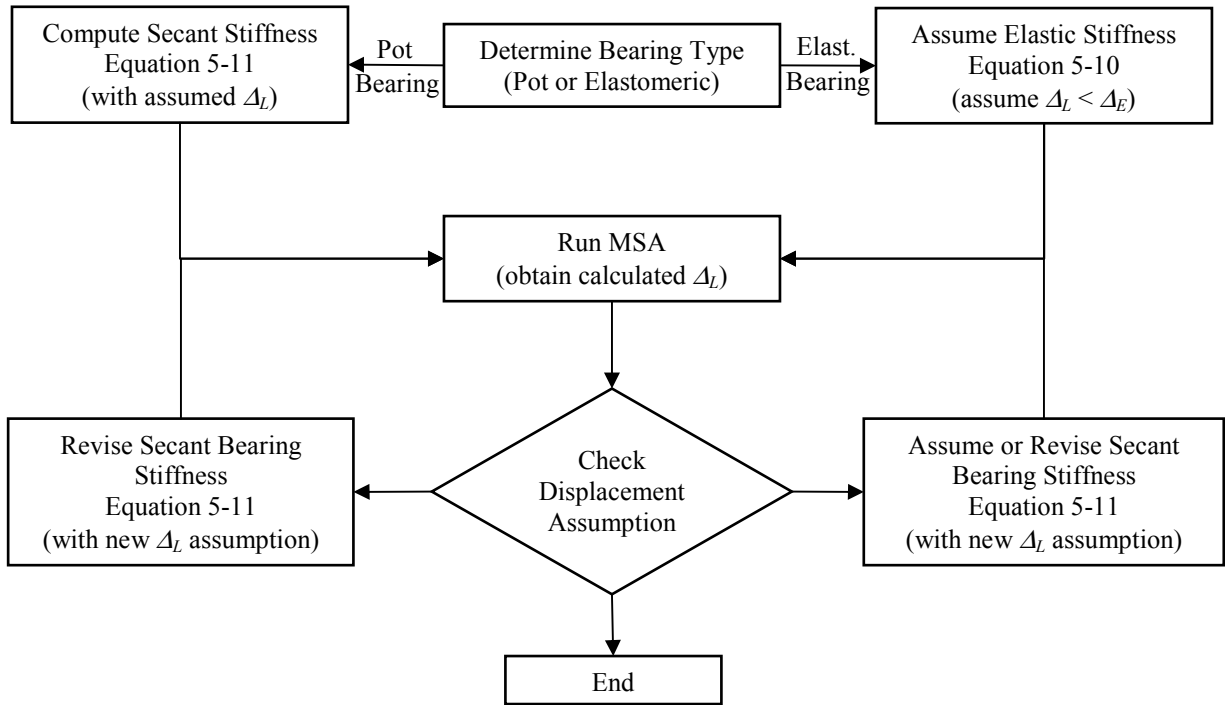 Compute Secant Stiffness
Equation 5-11
(with assumed ΔL)
Pot
Bearing
Determine Bearing Type
(Pot or Elastomeric)
Elast.
Bearing
Assume Elastic Stiffness
Equation 5-10
(assume ΔL < ΔE)
Run MSA
(obtain calculated ΔL)
Revise Secant Bearing
Stiffness
Equation 5-11
(with new ΔL assumption)
Check
Displacement
Assumption
Assume or Revise Secant
Bearing Stiffness
Equation 5-11
(with new ΔL assumption)
End